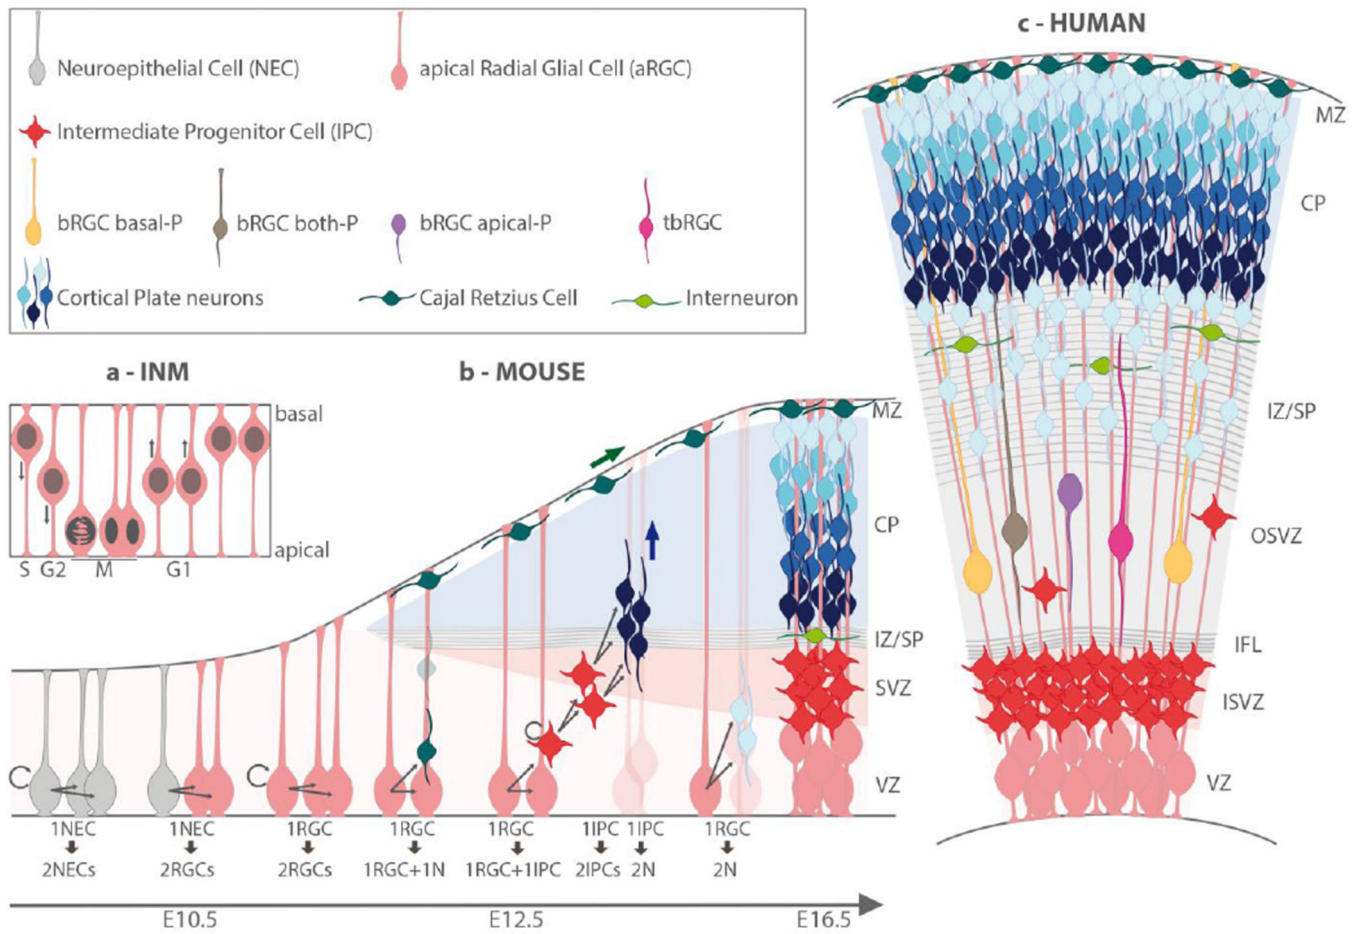 c - HUMAN
Neuroepithelial Cell (NEC)
apical Radial Glial Cell (aRGC)
Intermediate Progenitor Cell (IPC)
bRGC basal-P
bRGC both-P
bRGC apical-P
tbRGC
Cortical Plate neurons
Cajal Retzius Cell
Interneuron
MZ
CP
IZ/SP
OSVZ
IFL
ISVZ
VZ
a - INM
basal
apical
S G2 M G1
b - MOUSE
MZ
CP
IZ/SP
SVZ
VZ
1NEC 1NEC 1RGC 1RGC 1RGC 1IPC 1IPC 1RGC
2NECs 2RGCs 2RGCs 1RGC+1N 1RGC+1IPC 2IPCs 2N 2N
E10.5 E12.5 E16.5